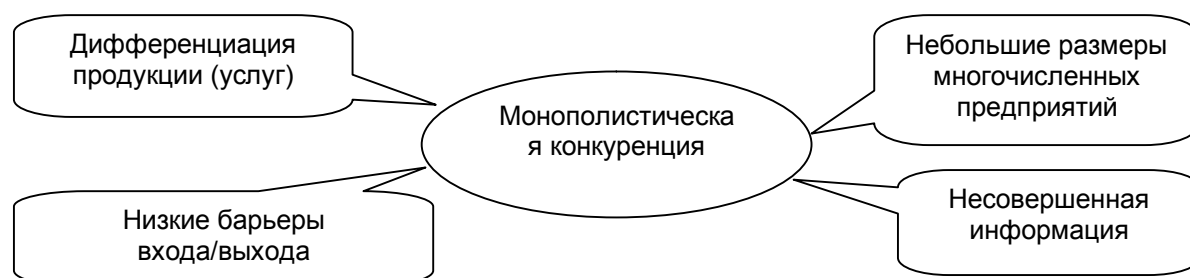 Дифференциация
продукции (услуг)
Небольшие размеры
многочисленных
предприятий
Монополистическа
я конкуренция
Низкие барьеры
входа/выхода
Несовершенная
информация